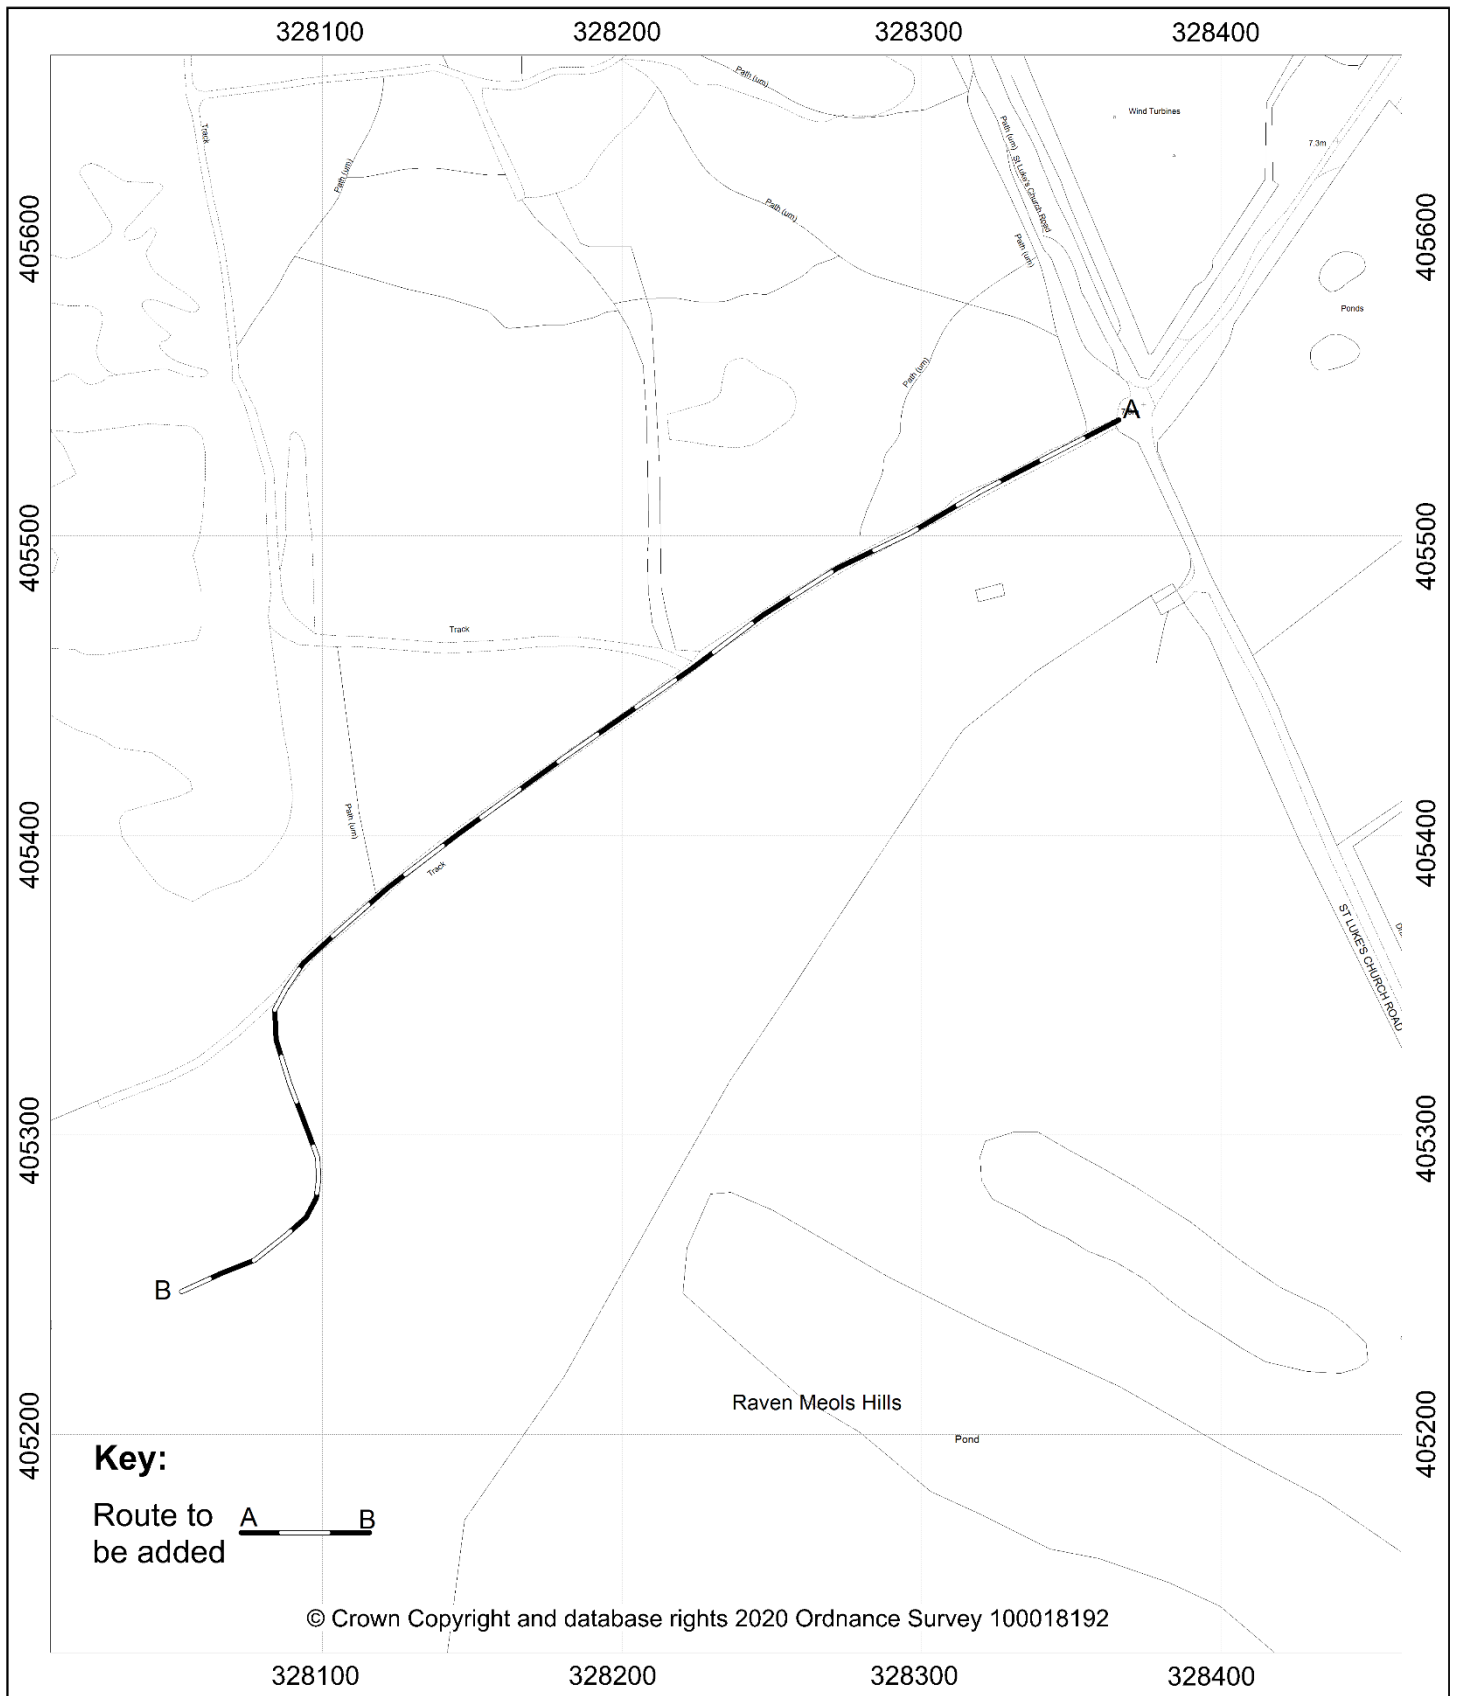 328100 328200 328300 328400
Path (um)
Wind Turbines
Track
Path (um)
St Luke's Church Road
7.3m
Path (um)
Path (um)
Path (um)
405600
405600
Ponds
Path (um)
A
405500
405500
Track
Path (um)
Track
405400
405400
ST LUKE'S CHURCH ROAD
405300
405300
B
Raven Meols Hills
Pond
405200
405200
Key:
Route to
be added
A B
© Crown Copyright and database rights 2020 Ordnance Survey 100018192
328100 328200 328300 328400